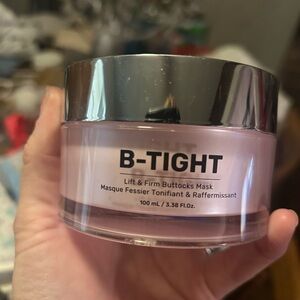 B-TIGHT
Lift & Firm Buttocks Mask
Masque Fessier Tonifiant & Raffermissant
100 mL / 3.38 Fl.Oz.